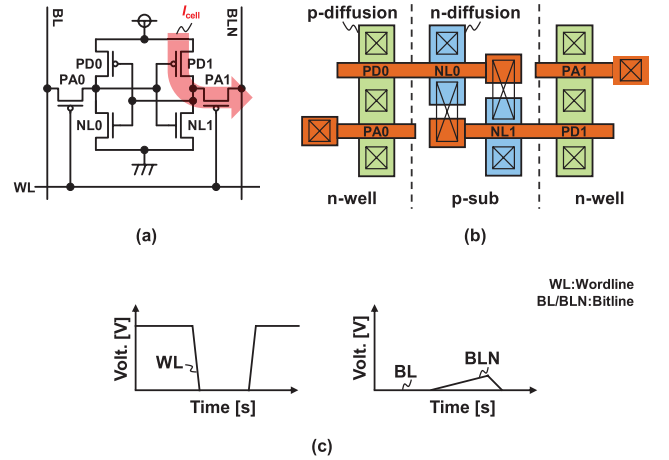 (a)
BL
I cell
BLN
PD0
PD1
PA0
PA1
NL0
NL1
WL
p-diffusion
n-diffusion
PD0
NL0
PA1
PA0
NL1
PD1
n-well
p-sub
n-well
(a)
(b)
WL:Wordline
BL/BLN:Bitline
Volt. [V]
WL
Time [s]
Volt. [V]
BL
BLN
Time [s]
(c)